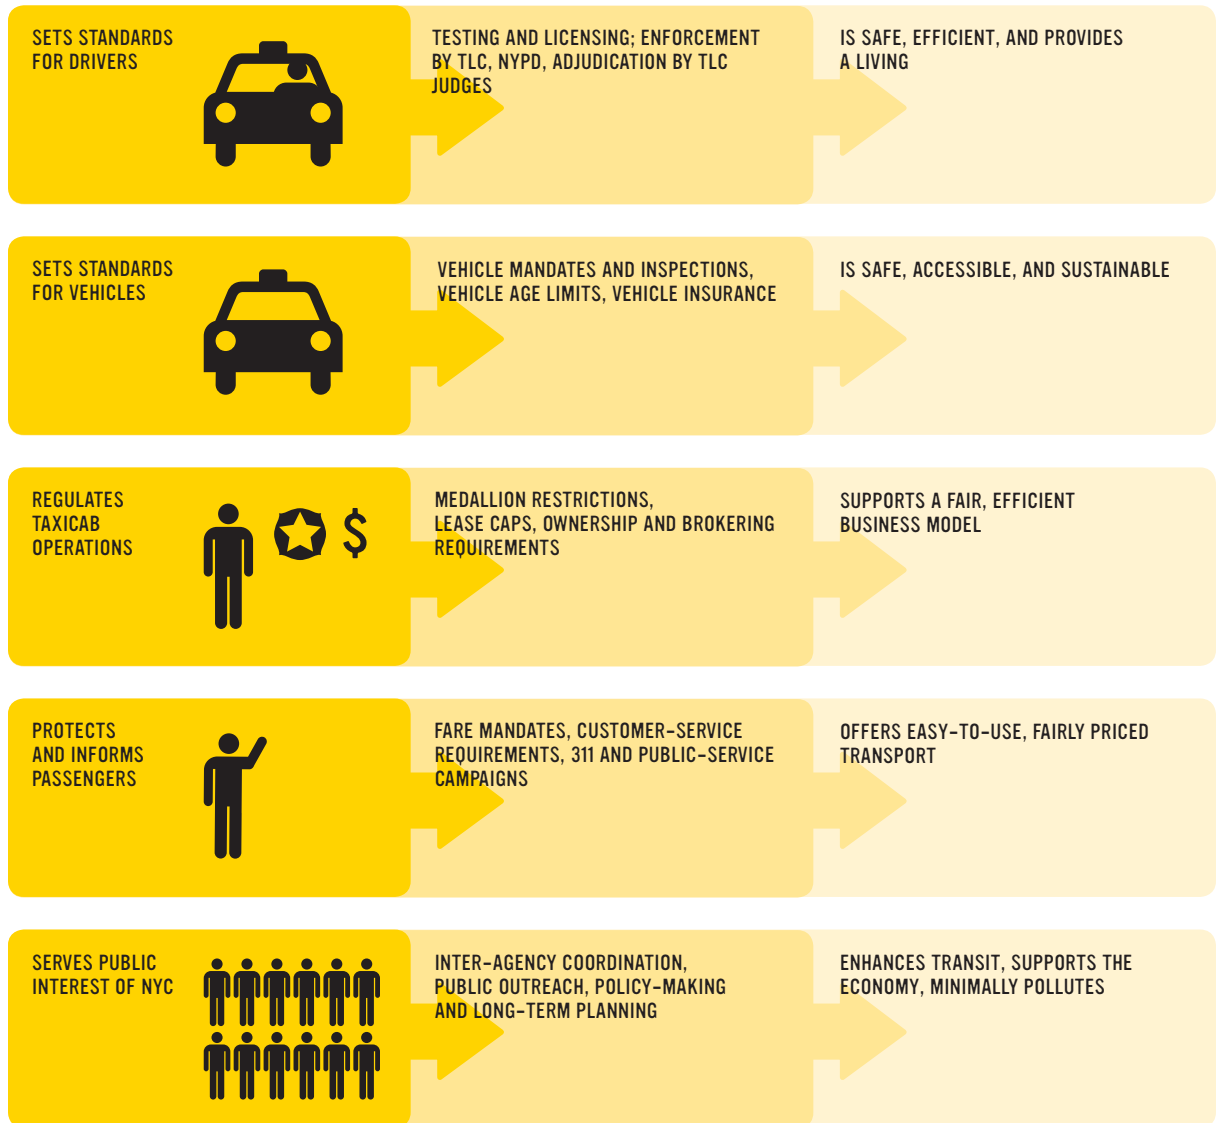 SETS STANDARDS
FOR DRIVERS
TESTING AND LICENSING; ENFORCEMENT
BY TLC, NYPD, ADJUDICATION BY TLC
JUDGES
IS SAFE, EFFICIENT, AND PROVIDES
A LIVING
SETS STANDARDS
FOR VEHICLES
VEHICLE MANDATES AND INSPECTIONS,
VEHICLE AGE LIMITS, VEHICLE INSURANCE
IS SAFE, ACCESSIBLE, AND SUSTAINABLE
REGULATES
TAXICAB
OPERATIONS
$
MEDALLION RESTRICTIONS,
LEASE CAPS, OWNERSHIP AND BROKERING
REQUIREMENTS
SUPPORTS A FAIR, EFFICIENT
BUSINESS MODEL
PROTECTS
AND INFORMS
PASSENGERS
FARE MANDATES, CUSTOMER-SERVICE
REQUIREMENTS, 311 AND PUBLIC-SERVICE
CAMPAIGNS
OFFERS EASY-TO-USE, FAIRLY PRICED
TRANSPORT
SERVES PUBLIC
INTEREST OF NYC
INTER-AGENCY COORDINATION,
PUBLIC OUTREACH, POLICY-MAKING
AND LONG-TERM PLANNING
ENHANCES TRANSIT, SUPPORTS THE
ECONOMY, MINIMALLY POLLUTES